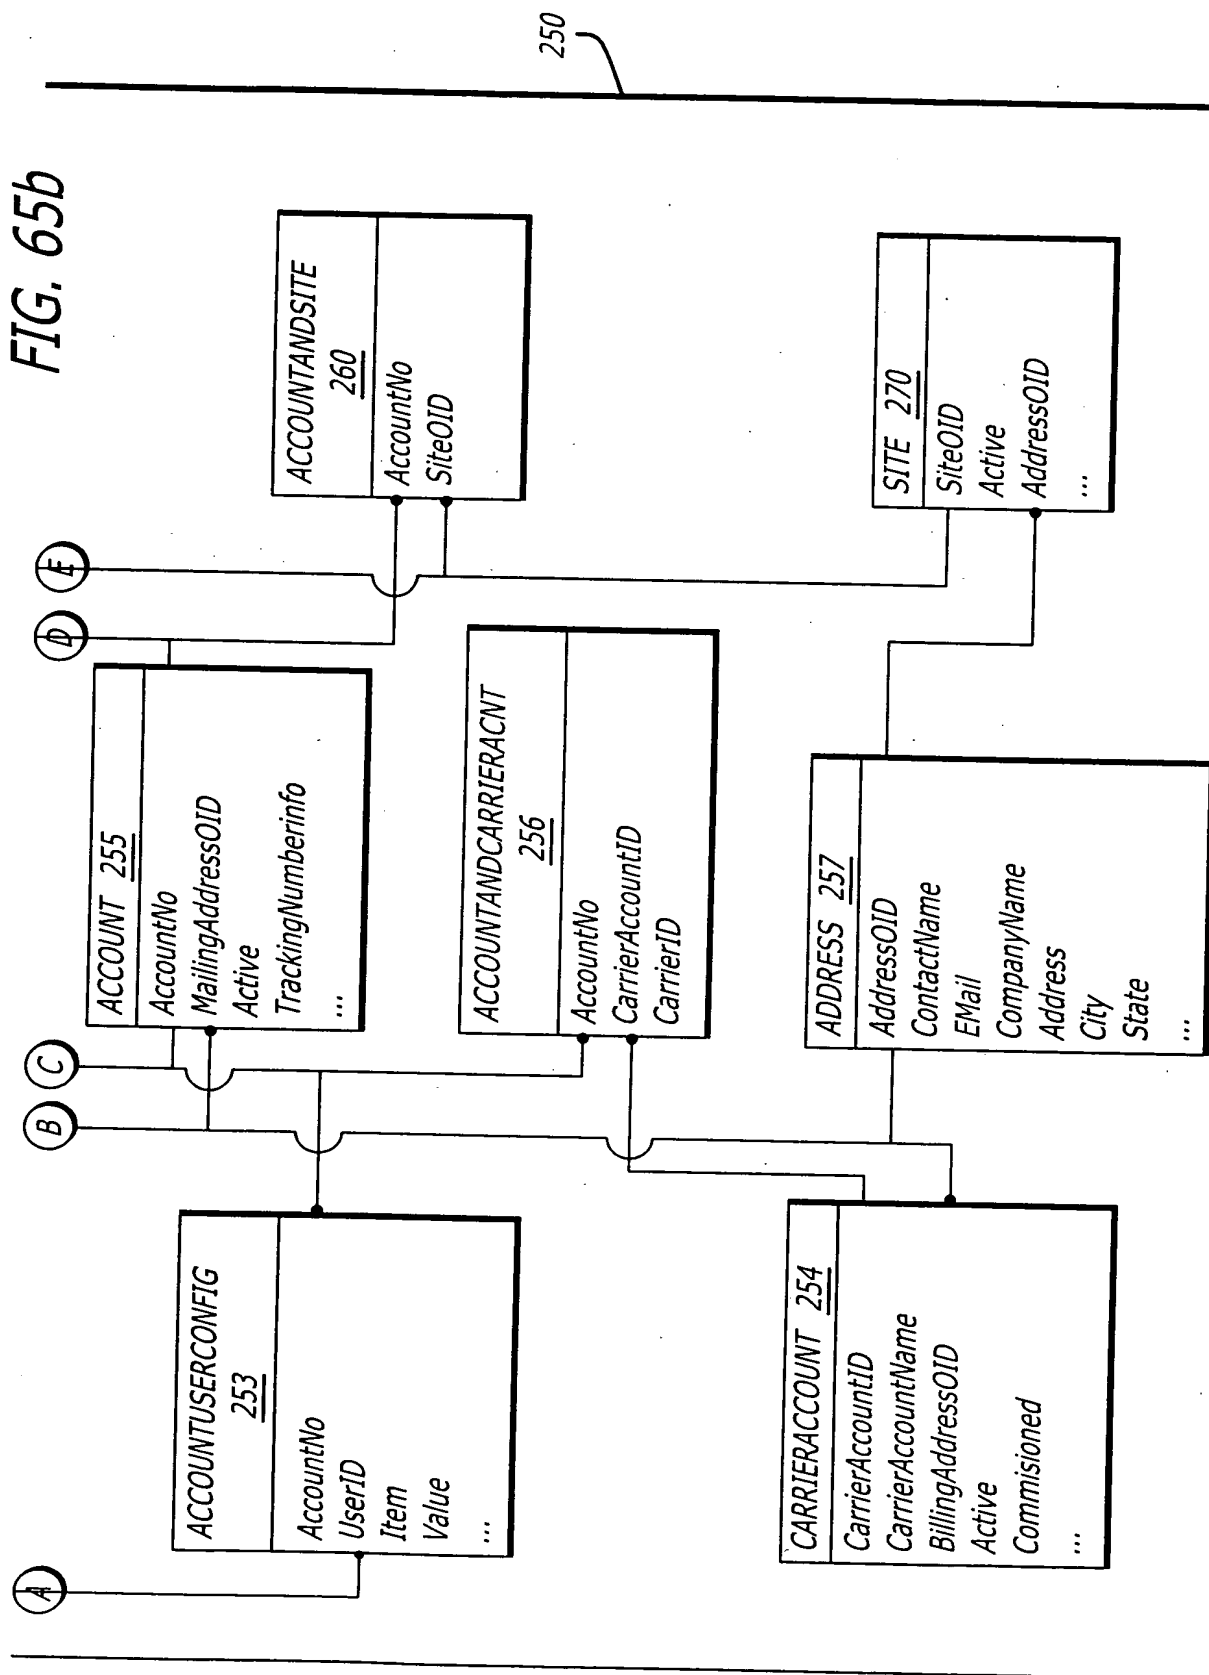 FIG. 65b
A
B
C
D
E
ACCOUNTUSERCONFIG
253
AccountNo
UserID
Item
Value
...
ACCOUNT 255
AccountNo
MailingAddressOID
Active
TrackingNumberinfo
...
ACCOUNTANDSITE
260
AccountNo
SiteOID
ACCOUNTANDCARRIERACNT
256
AccountNo
CarrierAccountID
CarrierID
CARRIERACCOUNT 254
CarrierAccountID
CarrierAccountName
BillingAddressOID
Active
Commisioned
...
ADDRESS 257
AddressOID
ContactName
EMail
CompanyName
Address
City
State
...
SITE 270
SiteOID
Active
AddressOID
...
250